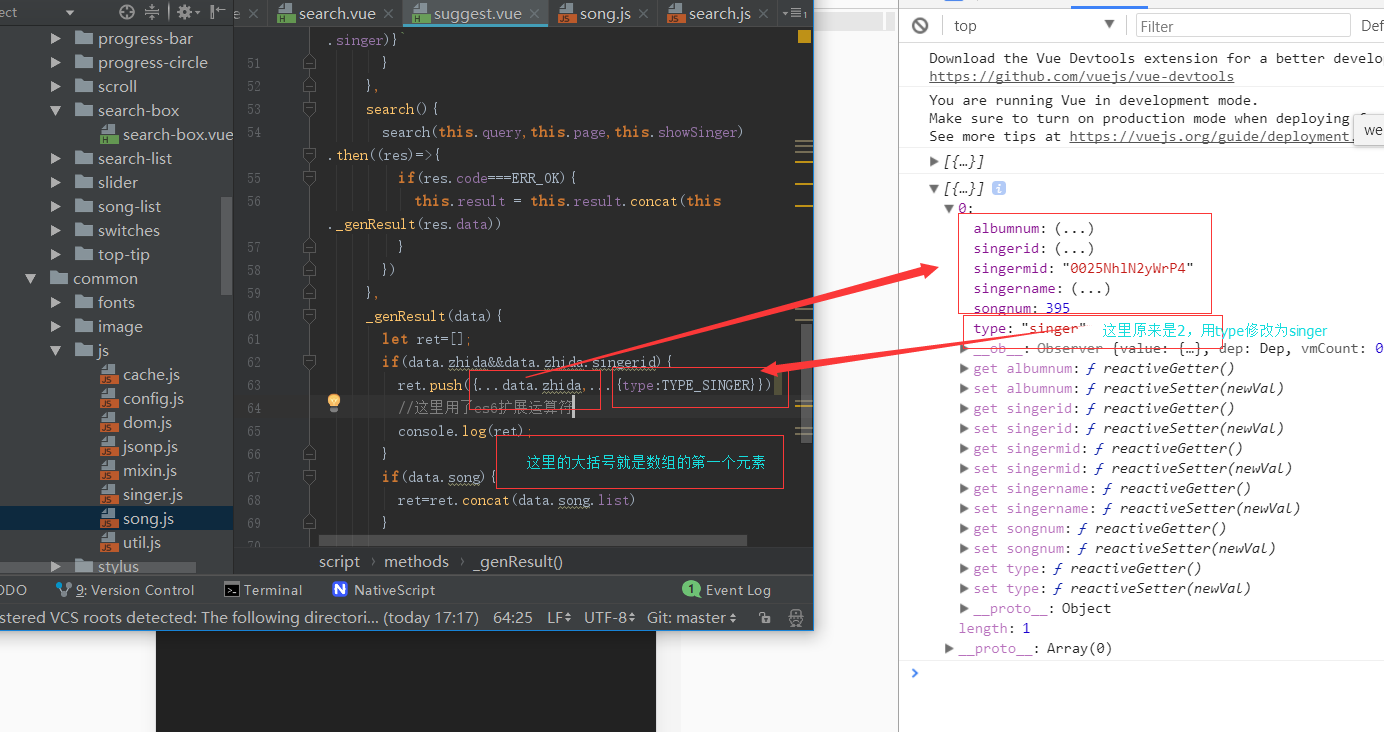 ect
e
search.vue
suggest.vue
song.js
search.js
progress-bar
progress-circle
scroll
search-box
search-box.vue
search-list
slider
song-list
switches
top-tip
common
fonts
image
js
cache.js
config.js
dom.js
jsonp.js
mixin.js
singer.js
song.js
util.js
stylus
.singer)}`
51 }
52 },
53 search(){
54 search(this.query,this.page,this.showSinger)
.then((res)=>{
55 if(res.code===ERR_OK){
56 this.result = this.result.concat(this
._genResult(res.data))
57 }
58 })
59 },
60 _genResult(data){
61 let ret=[];
62 if(data.zhida&&data.zhida.singerid){
63 ret.push({...data.zhida,...{type:TYPE_SINGER}})
64 //这里用了es6扩展运算符
65 console.log(ret);
66 }
这里的大括号就是数组的第一个元素
67 if(data.song){
68 ret=ret.concat(data.song.list)
69 }
70
script › methods › _genResult()
ODO 9: Version Control Terminal NativeScript 1 Event Log
stered VCS roots detected: The following directori... (today 17:17) 64:25 LF UTF-8 Git: master
top Filter Def
Download the Vue Devtools extension for a better develo
https://github.com/vuejs/vue-devtools
You are running Vue in development mode.
Make sure to turn on production mode when deploying f
See more tips at https://vuejs.org/guide/deployment.
we
[{…}]
[{…}] i
0:
albumnum: (...)
singerid: (...)
singermid: "0025NhlN2yWrP4"
singername: (...)
songnum: 395
type: "singer" 这里原来是2，用type修改为singer
__ob__: Observer {value: {…}, dep: Dep, vmCount: 0
get albumnum: ƒ reactiveGetter()
set albumnum: ƒ reactiveSetter(newVal)
get singerid: ƒ reactiveGetter()
set singerid: ƒ reactiveSetter(newVal)
get singermid: ƒ reactiveGetter()
set singermid: ƒ reactiveSetter(newVal)
get singername: ƒ reactiveGetter()
set singername: ƒ reactiveSetter(newVal)
get songnum: ƒ reactiveGetter()
set songnum: ƒ reactiveSetter(newVal)
get type: ƒ reactiveGetter()
set type: ƒ reactiveSetter(newVal)
__proto__: Object
length: 1
__proto__: Array(0)